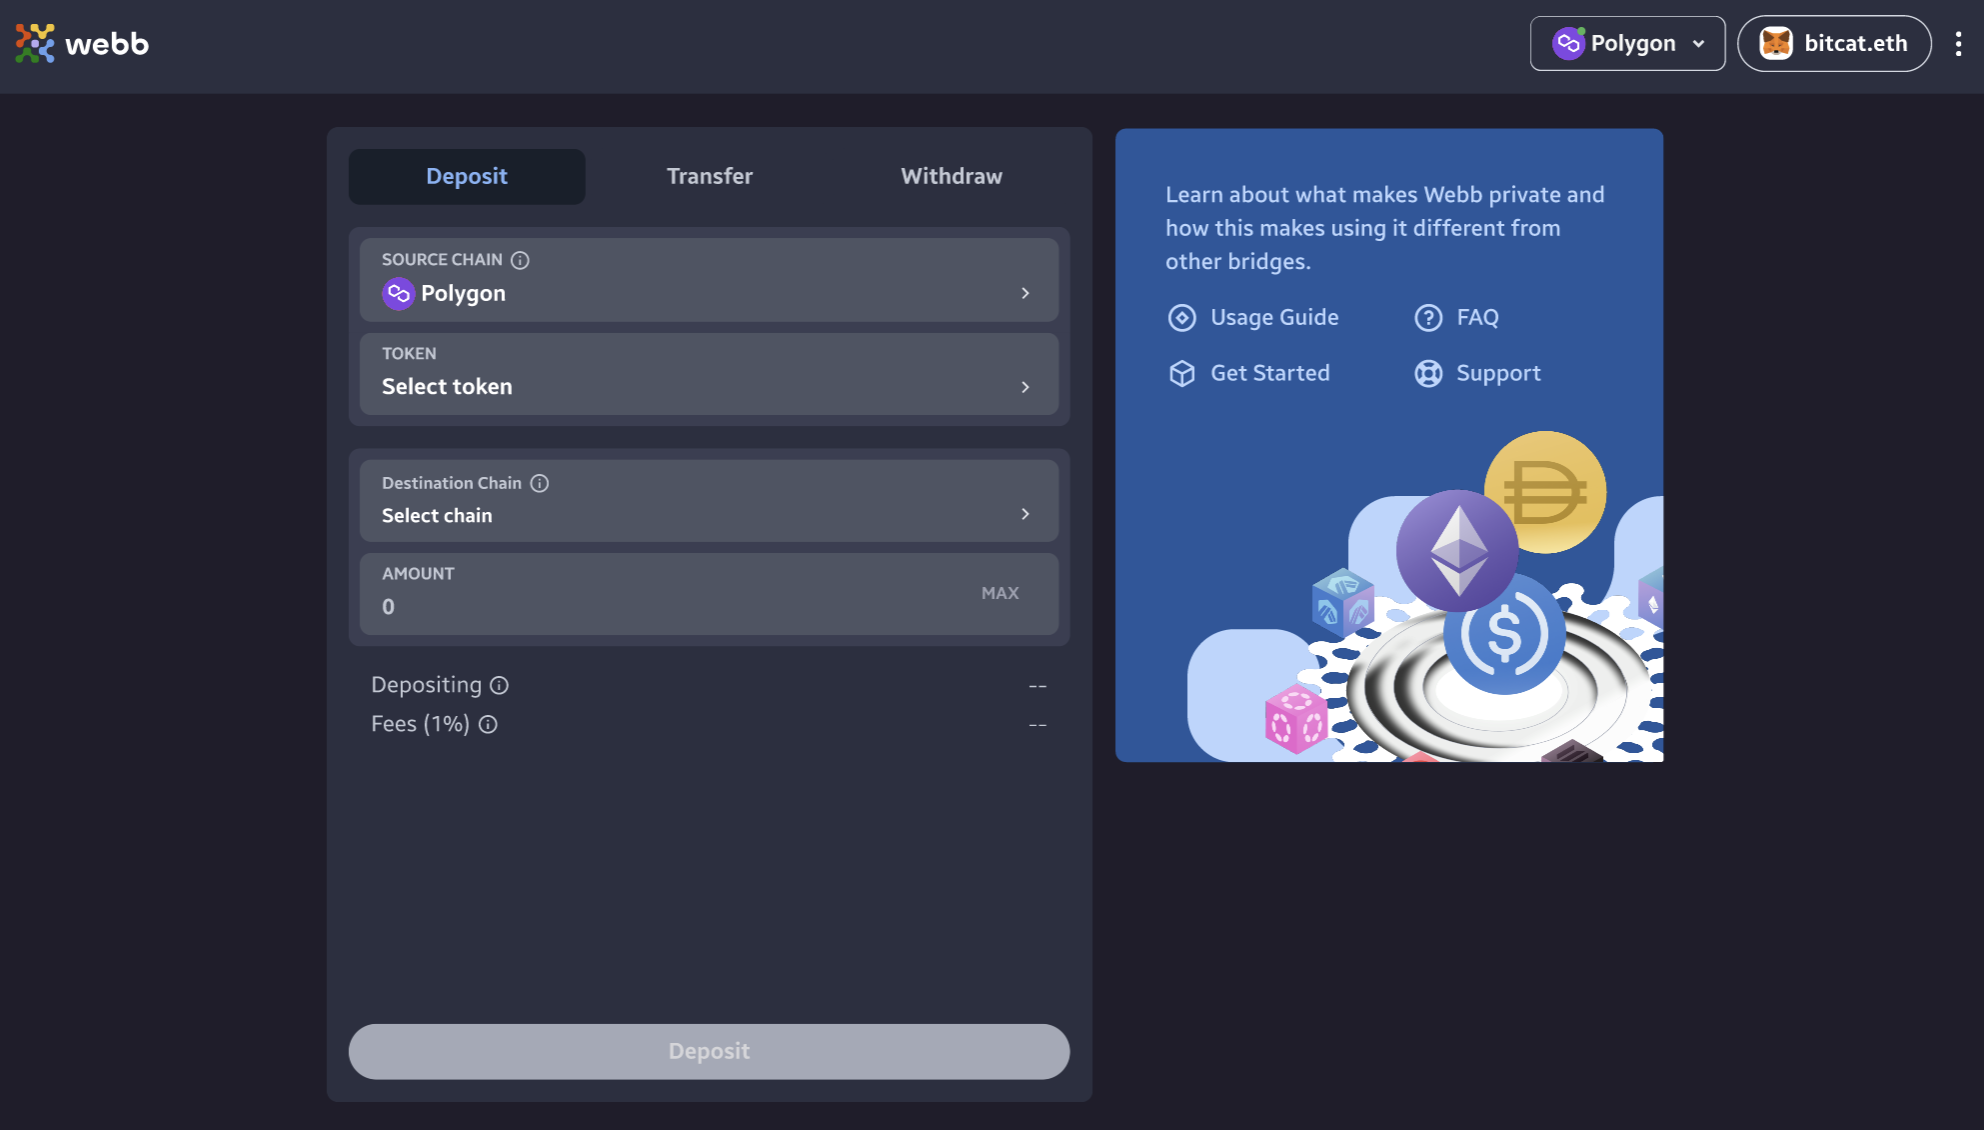 webb
Polygon
bitcat.eth
Deposit
Transfer
Withdraw
SOURCE CHAIN
Polygon
TOKEN
Select token
Destination Chain
Select chain
AMOUNT
0
MAX
Depositing
--
Fees (1%)
--
Deposit
Learn about what makes Webb private and
how this makes using it different from
other bridges.
Usage Guide
FAQ
Get Started
Support